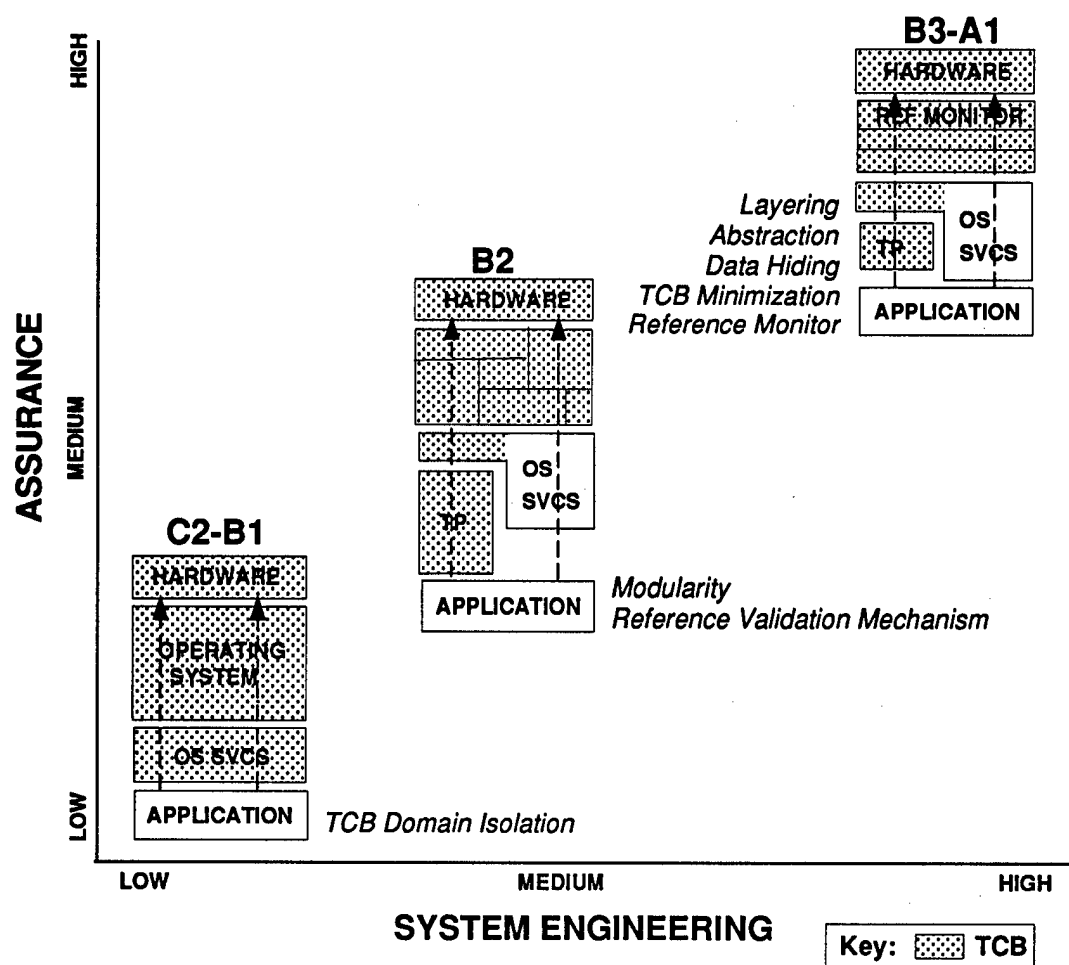 B3-A1
HARDWARE
REF MONITOR
OS
SVCS
TP
APPLICATION
Layering
Abstraction
Data Hiding
TCB Minimization
Reference Monitor
B2
HARDWARE
OS
SVCS
TP
APPLICATION
Modularity
Reference Validation Mechanism
C2-B1
HARDWARE
OPERATING
SYSTEM
OS SVCS
APPLICATION
TCB Domain Isolation
ASSURANCE
HIGH
MEDIUM
LOW
LOW MEDIUM HIGH
SYSTEM ENGINEERING
Key: TCB